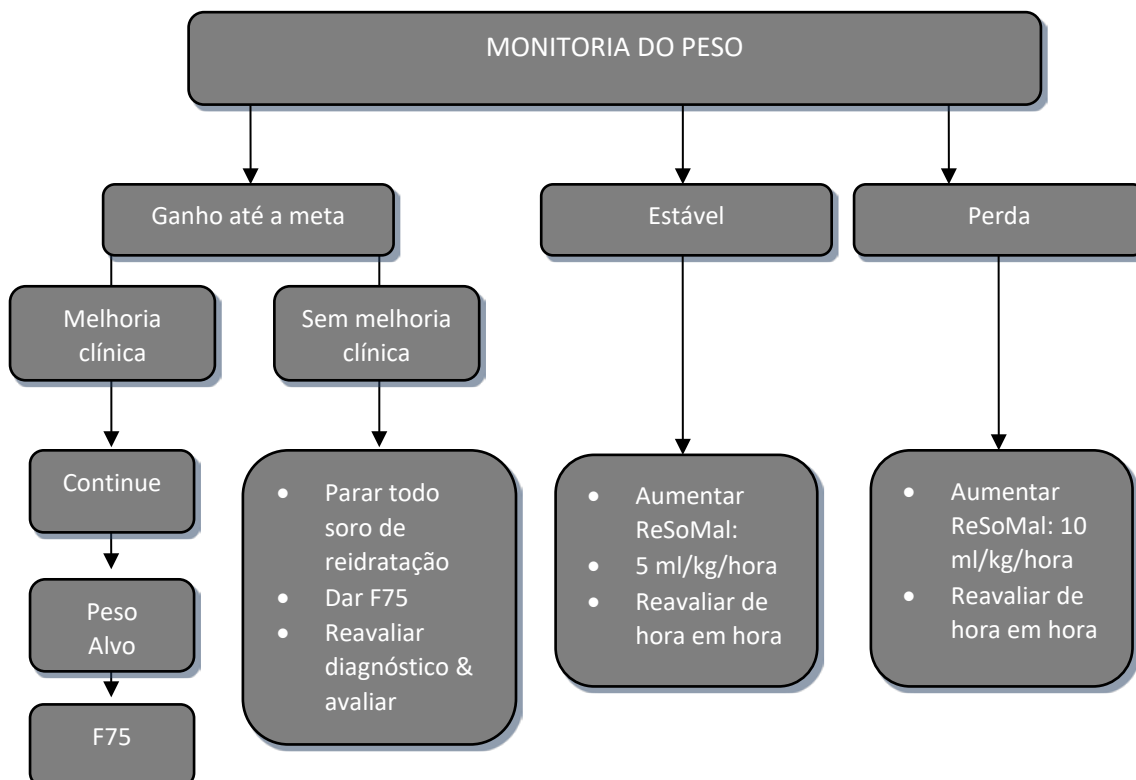 MONITORIA DO PESO
Ganho até a meta
Estável
Perda
Melhoria
clínica
Sem melhoria
clínica
Continue
Peso
Alvo
F75
• Parar todo
soro de
reidratação
• Dar F75
• Reavaliar
diagnóstico &
avaliar
• Aumentar
ReSoMal:
• 5 ml/kg/hora
• Reavaliar de
hora em hora
• Aumentar
ReSoMal: 10
ml/kg/hora
• Reavaliar de
hora em hora